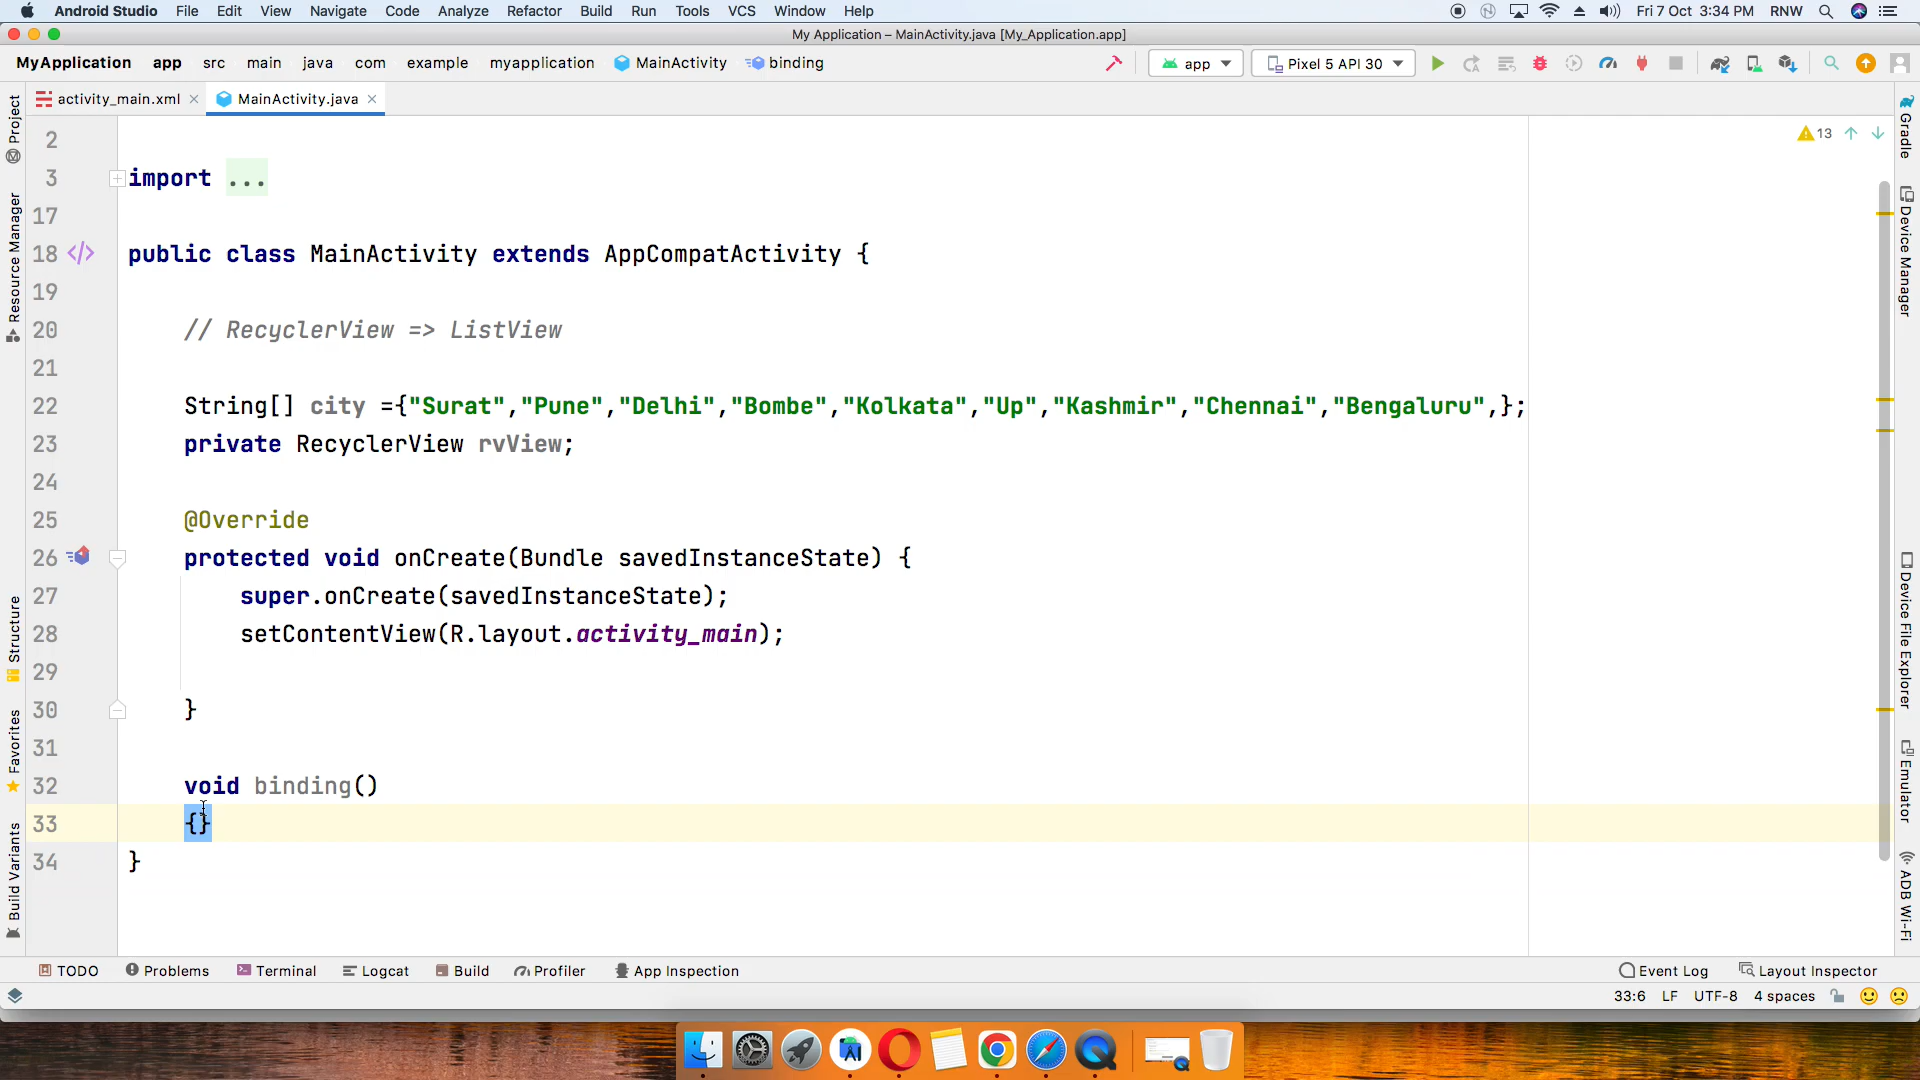 Android Studio File Edit View Navigate Code Analyze Refactor Build Run Tools VCS Window Help Fri 7 Oct 3:34 PM RNW
My Application – MainActivity.java [My_Application.app]
MyApplication app src main java com example myapplication MainActivity binding app Pixel 5 API 30
activity_main.xml MainActivity.java
Project
Resource Manager
Structure
Favorites
Build Variants
2
3 import ...
17
18 public class MainActivity extends AppCompatActivity {
19
20 // RecyclerView => ListView
21
22 String[] city ={"Surat","Pune","Delhi","Bombe","Kolkata","Up","Kashmir","Chennai","Bengaluru",};
23 private RecyclerView rvView;
24
25 @Override
26 protected void onCreate(Bundle savedInstanceState) {
27 super.onCreate(savedInstanceState);
28 setContentView(R.layout.activity_main);
29
30 }
31
32 void binding()
33 {}
34 }
13
Gradle
Device Manager
Device File Explorer
Emulator
ADB Wi-Fi
TODO Problems Terminal Logcat Build Profiler App Inspection Event Log Layout Inspector
33:6 LF UTF-8 4 spaces